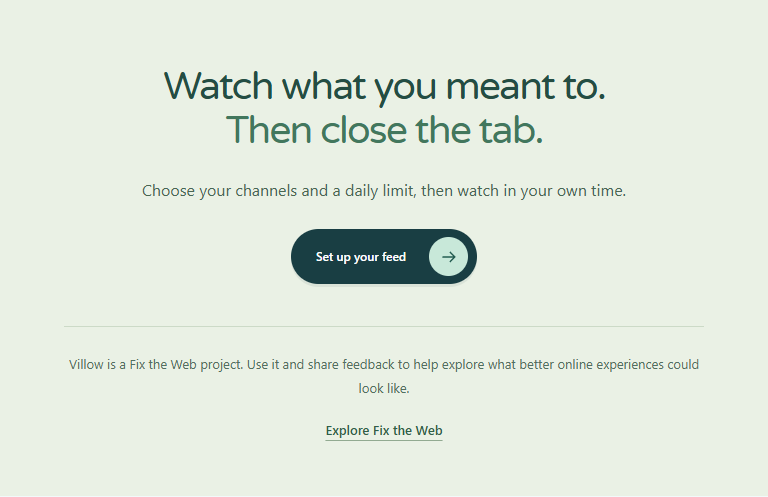 Watch what you meant to.
Then close the tab.
Choose your channels and a daily limit, then watch in your own time.
Set up your feed
Villow is a Fix the Web project. Use it and share feedback to help explore what better online experiences could
look like.
Explore Fix the Web